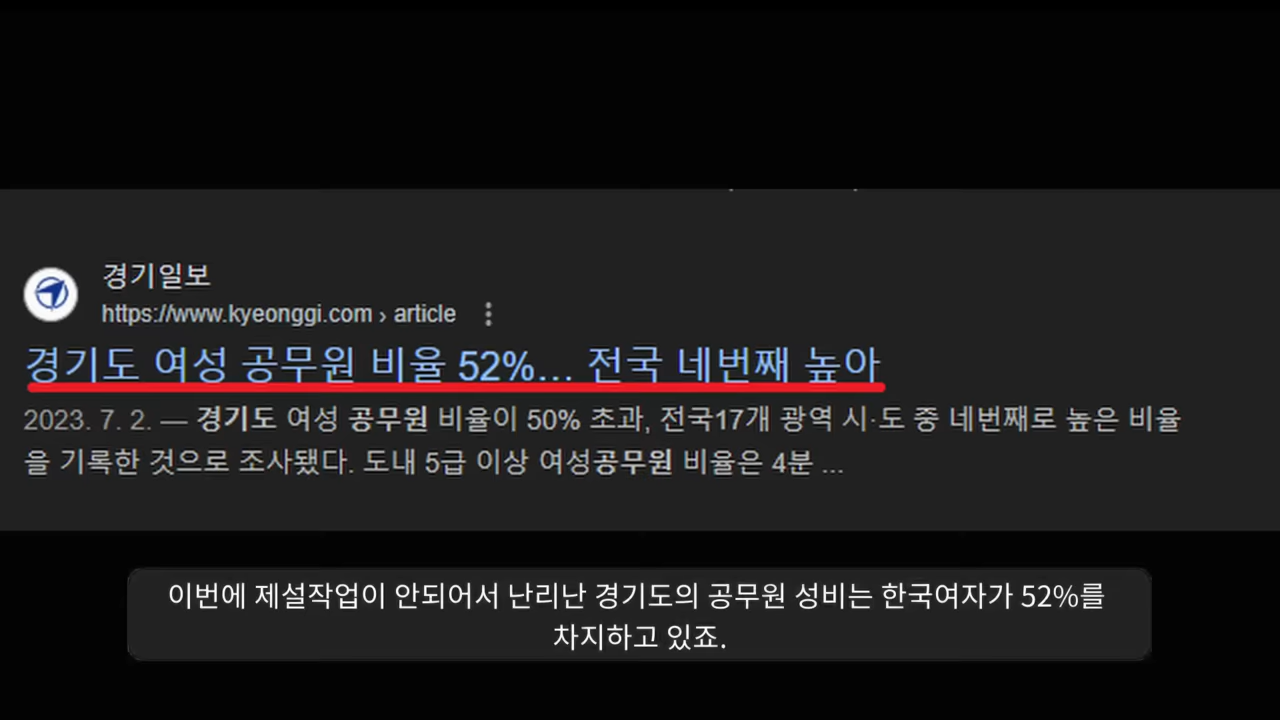 경기일보
https://www.kyeonggi.com › article
경기도 여성 공무원 비율 52%... 전국 네번째 높아
2023. 7. 2. — 경기도 여성 공무원 비율이 50% 초과, 전국17개 광역 시·도 중 네번째로 높은 비율
을 기록한 것으로 조사됐다. 도내 5급 이상 여성공무원 비율은 4분 ...
이번에 제설작업이 안되어서 난리난 경기도의 공무원 성비는 한국여자가 52%를
차지하고 있죠.